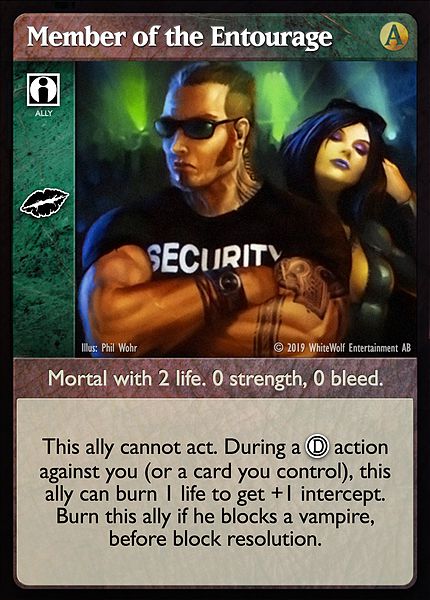 Member of the Entourage A
ALLY
SECURITY
Illus: Phil Wohr © 2019 WhiteWolf Entertainment AB
Mortal with 2 life. 0 strength, 0 bleed.
This ally cannot act. During a Ⓓ action
against you (or a card you control), this
ally can burn 1 life to get +1 intercept.
Burn this ally if he blocks a vampire,
before block resolution.